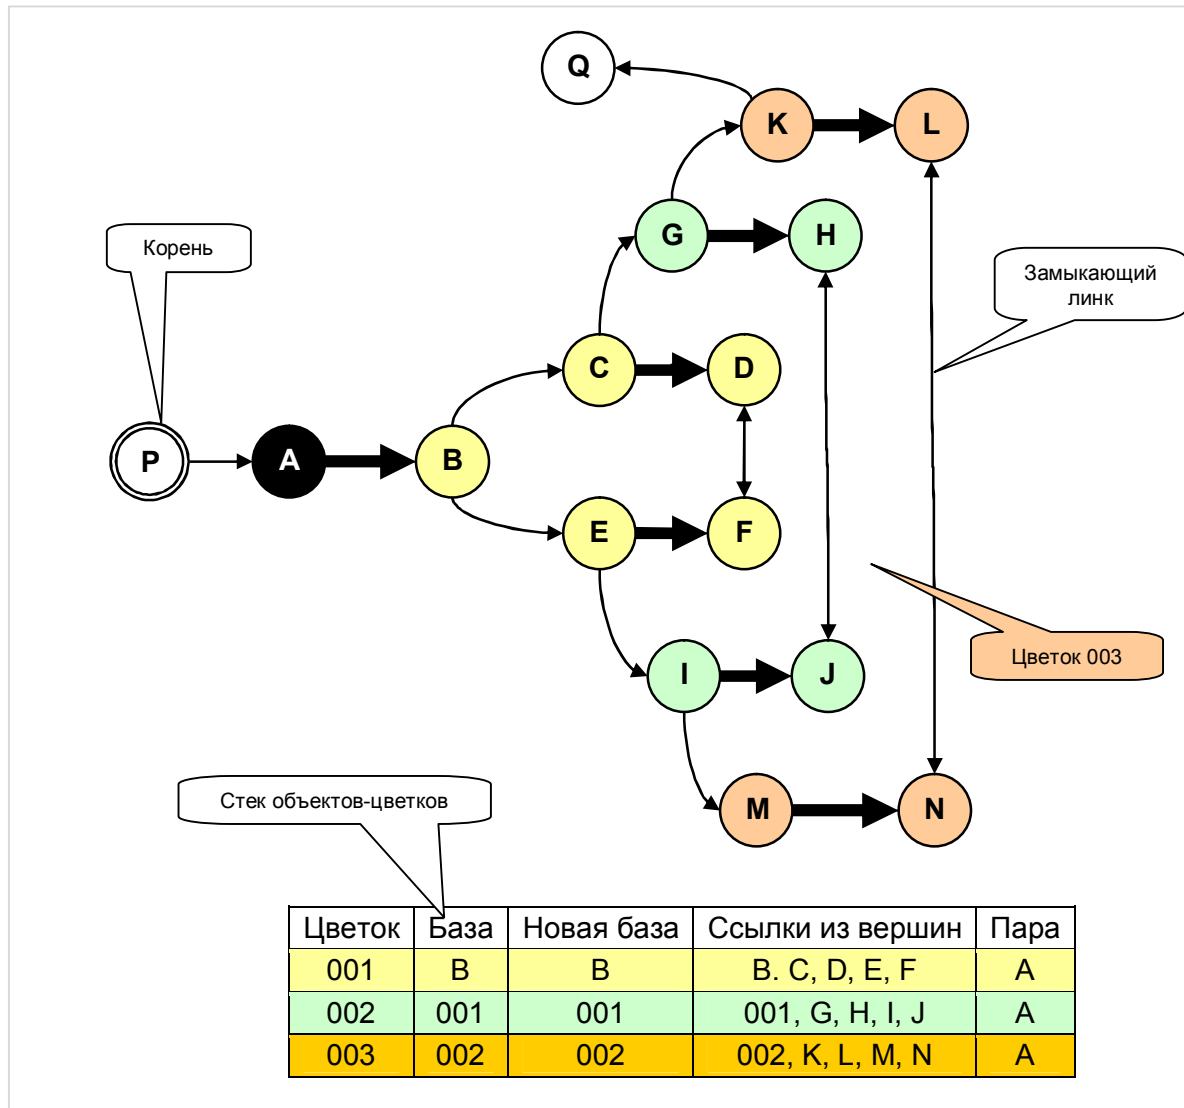 Q
K
L
G
H
Корень
Замыкающий
линк
C
D
P
A
B
E
F
Цветок 003
I
J
Стек объектов-цветков
M
N
Цветок База Новая база Ссылки из вершин Пара
001 B B B. C, D, E, F A
002 001 001 001, G, H, I, J A
003 002 002 002, K, L, M, N A